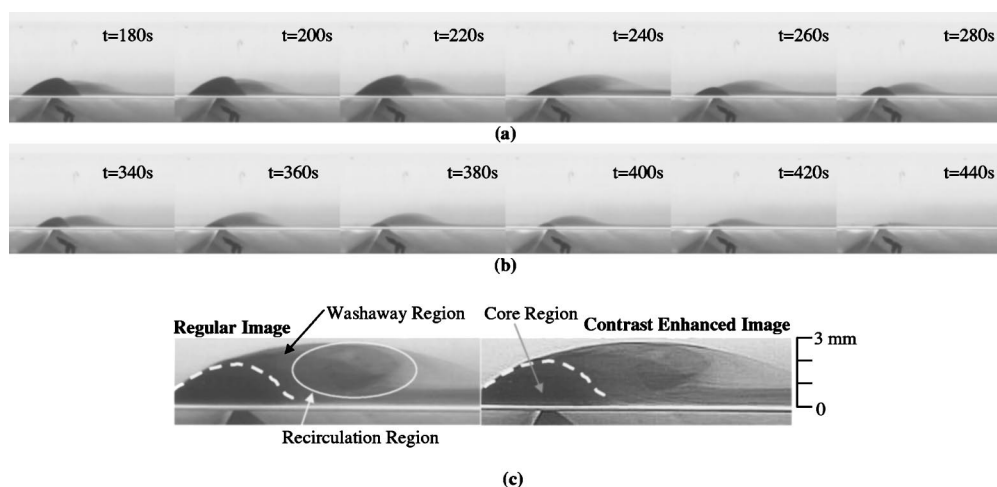 t=180s t=200s t=220s t=240s t=260s t=280s
(a)
t=340s t=360s t=380s t=400s t=420s t=440s
(b)
Washaway Region Core Region
Regular Image Contrast Enhanced Image
3 mm
0
Recirculation Region
(c)